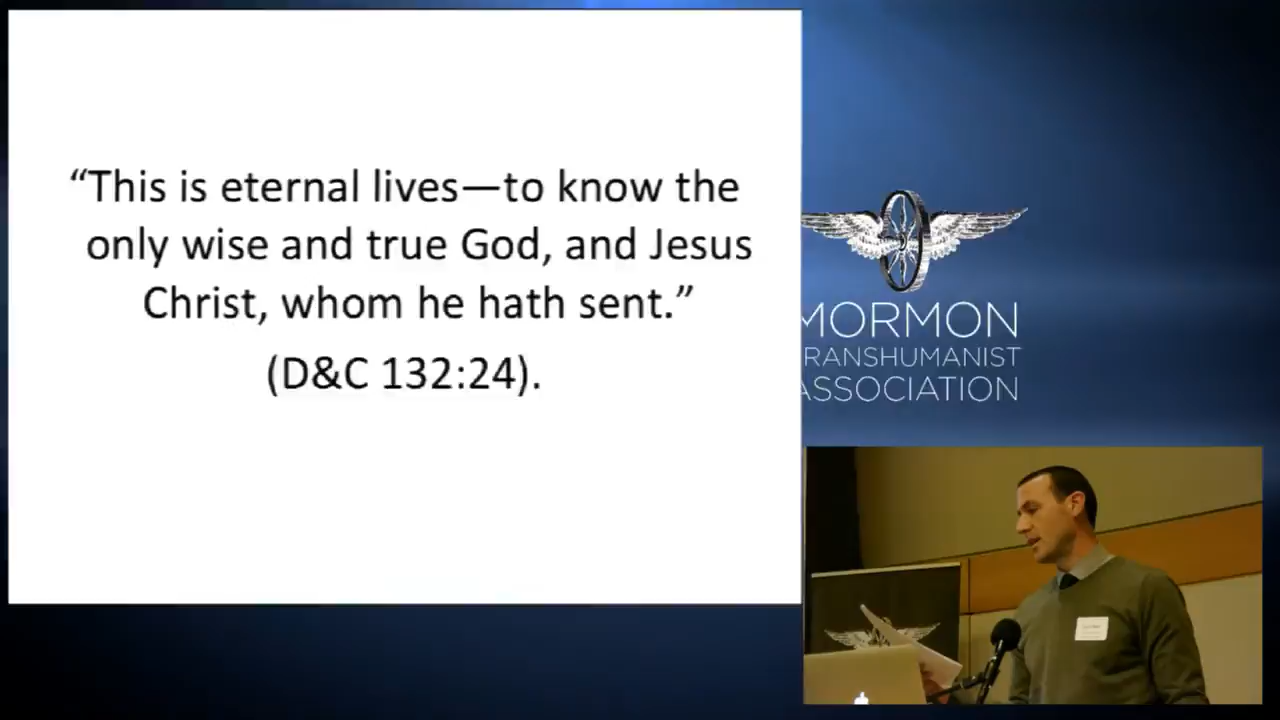 “This is eternal lives—to know the
only wise and true God, and Jesus
Christ, whom he hath sent.”
(D&C 132:24).
MORMON
RANSHUMANIST
ASSOCIATION